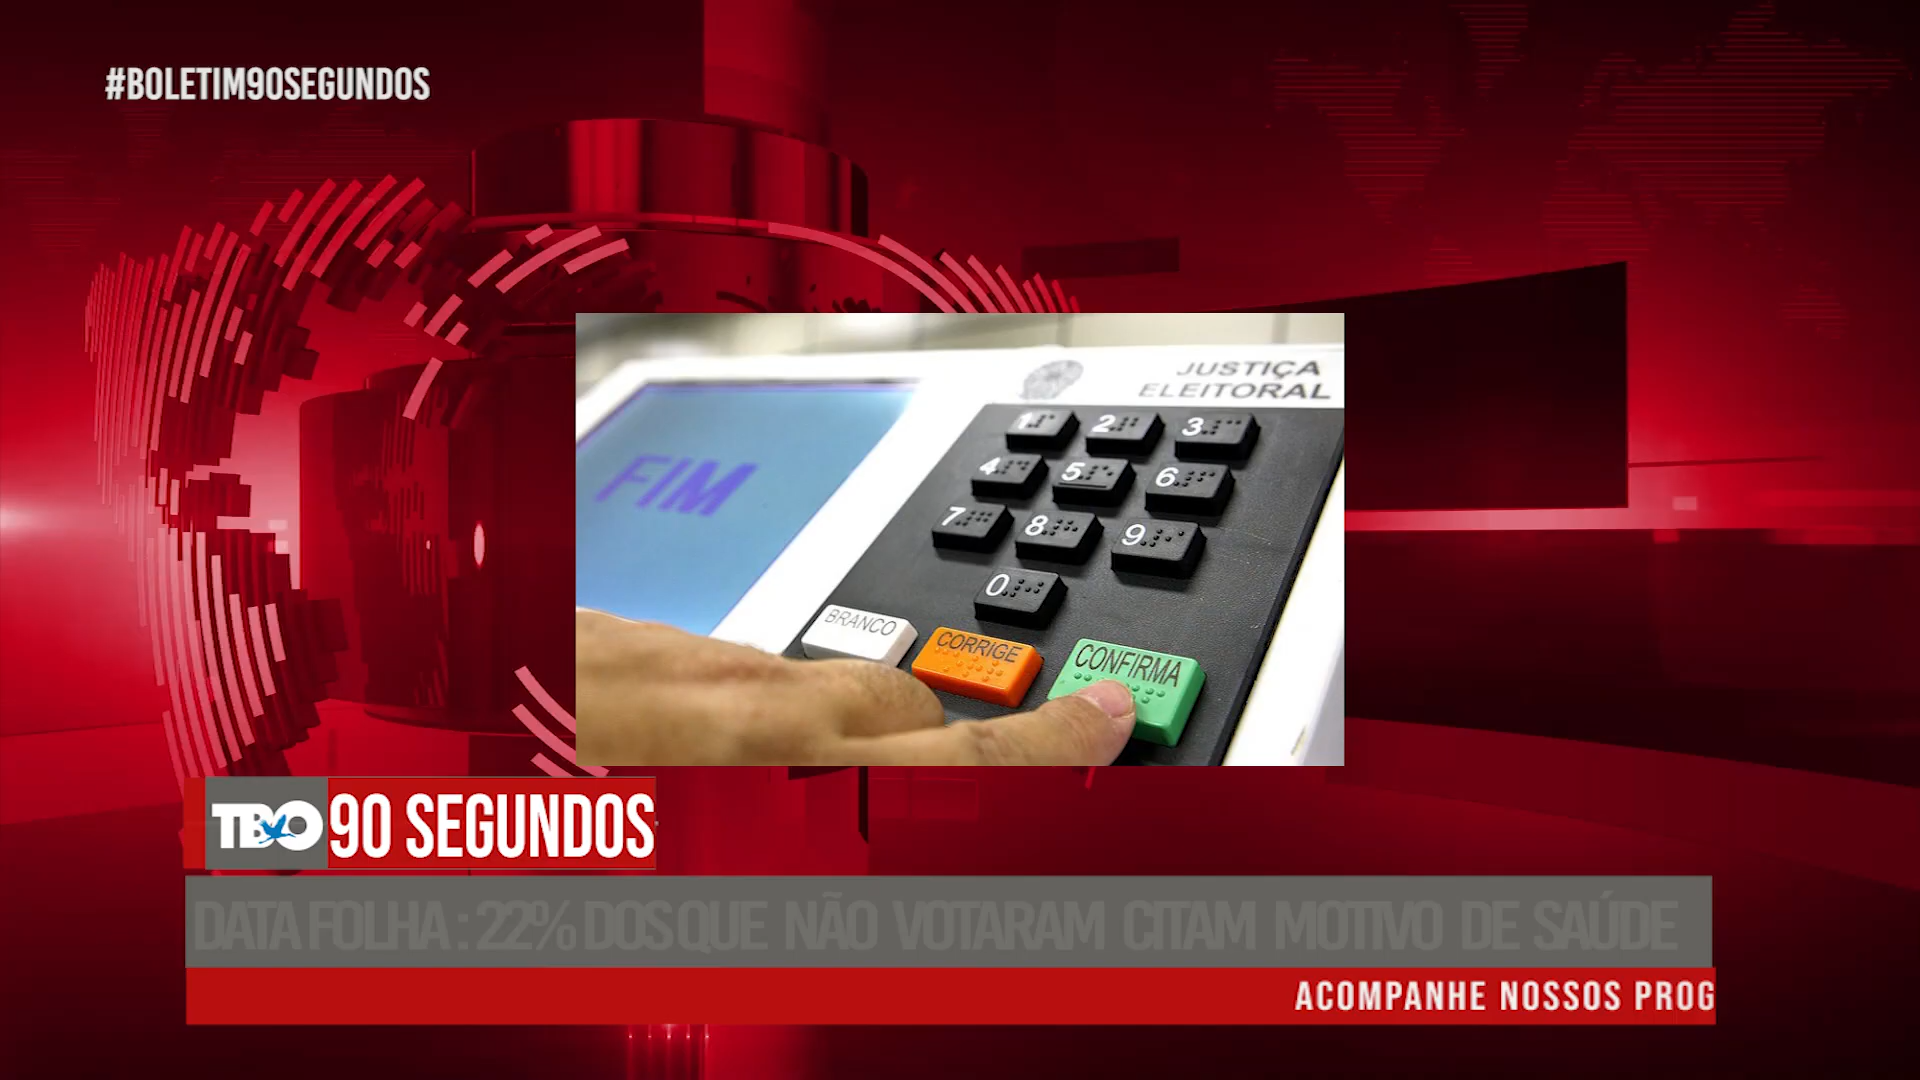 #BOLETIM90SEGUNDOS
JUSTIÇA
ELEITORAL
FIM
1 2 3
4 5 6
7 8 9
0
BRANCO CORRIGE CONFIRMA
TBO 90 SEGUNDOS
DATA FOLHA : 22% DOS QUE NÃO VOTARAM CITAM MOTIVO DE SAÚDE
ACOMPANHE NOSSOS PROG